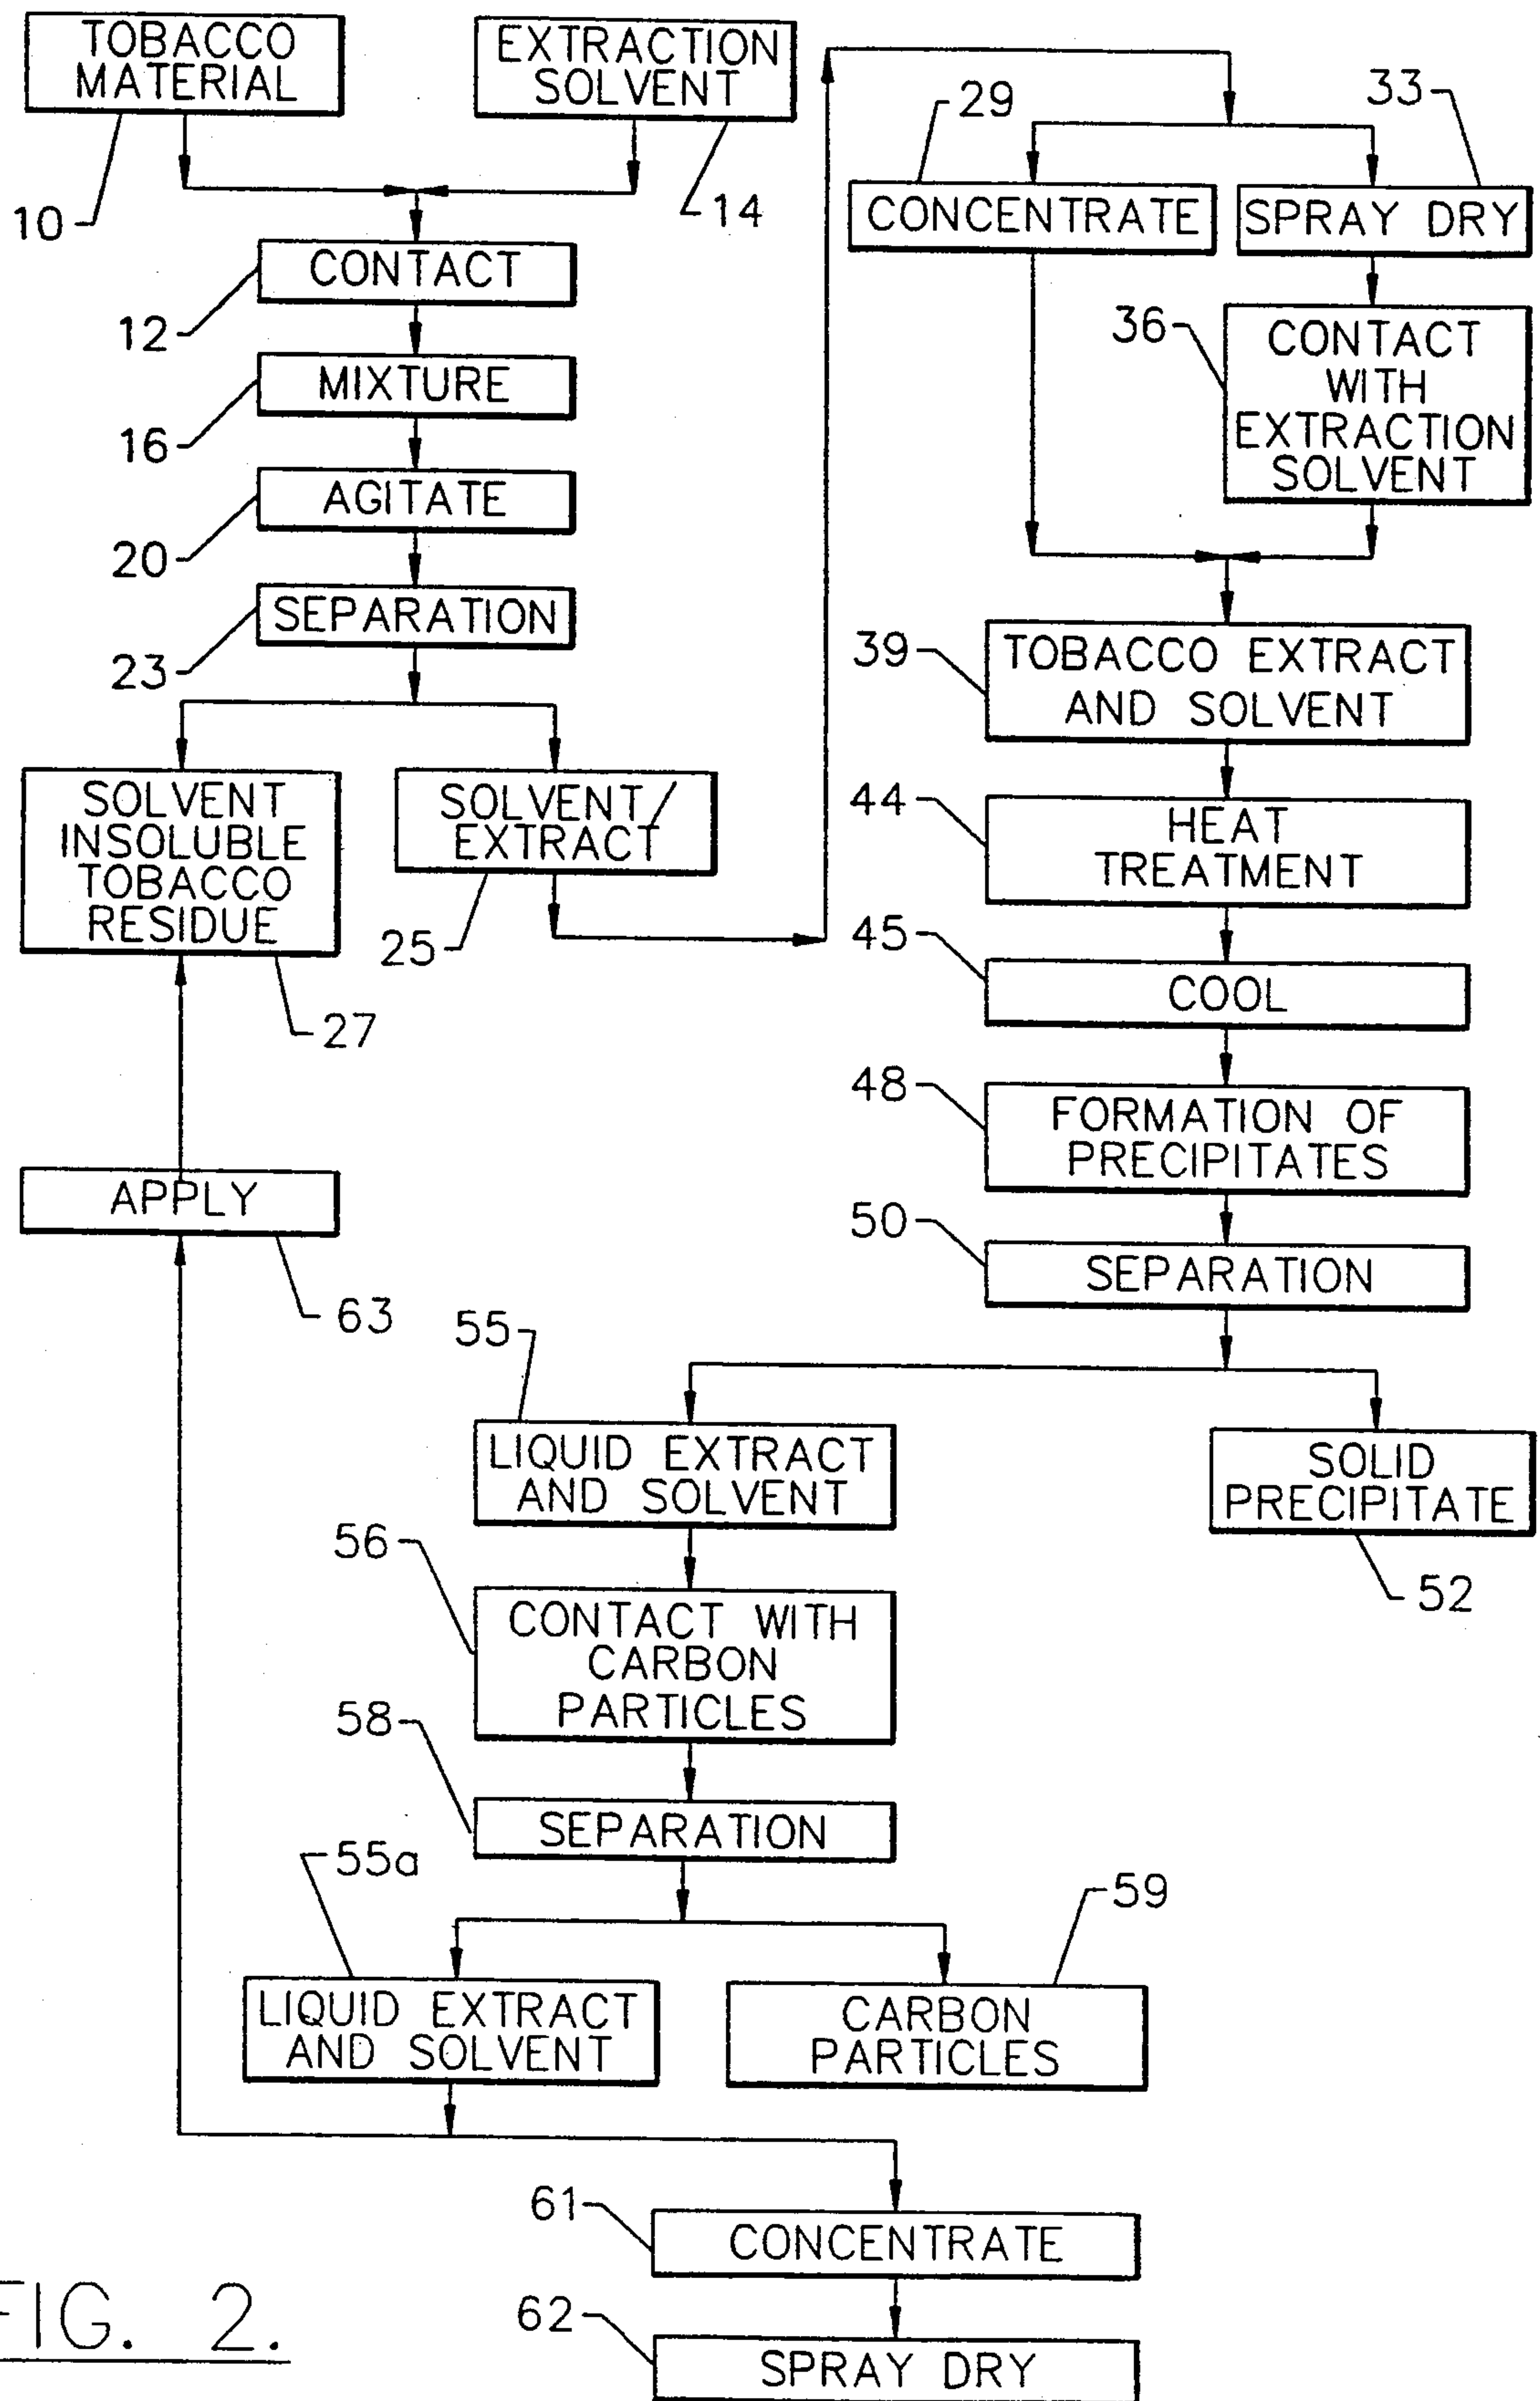 TOBACCO
MATERIAL
EXTRACTION
SOLVENT
10
14
CONTACT
12
MIXTURE
16
AGITATE
20
SEPARATION
23
SOLVENT
INSOLUBLE
TOBACCO
RESIDUE
27
SOLVENT/
EXTRACT
25
29
33
CONCENTRATE
SPRAY DRY
36
CONTACT
WITH
EXTRACTION
SOLVENT
39
TOBACCO EXTRACT
AND SOLVENT
44
HEAT
TREATMENT
45
COOL
48
FORMATION OF
PRECIPITATES
50
SEPARATION
APPLY
63
55
LIQUID EXTRACT
AND SOLVENT
SOLID
PRECIPITATE
52
56
CONTACT WITH
CARBON
PARTICLES
58
SEPARATION
55a
59
LIQUID EXTRACT
AND SOLVENT
CARBON
PARTICLES
61
CONCENTRATE
62
SPRAY DRY
FIG. 2.